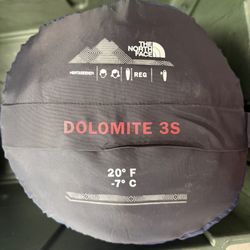 THE
NORTH
FACE
REG
DOLOMITE 3S
20° F
-7° C